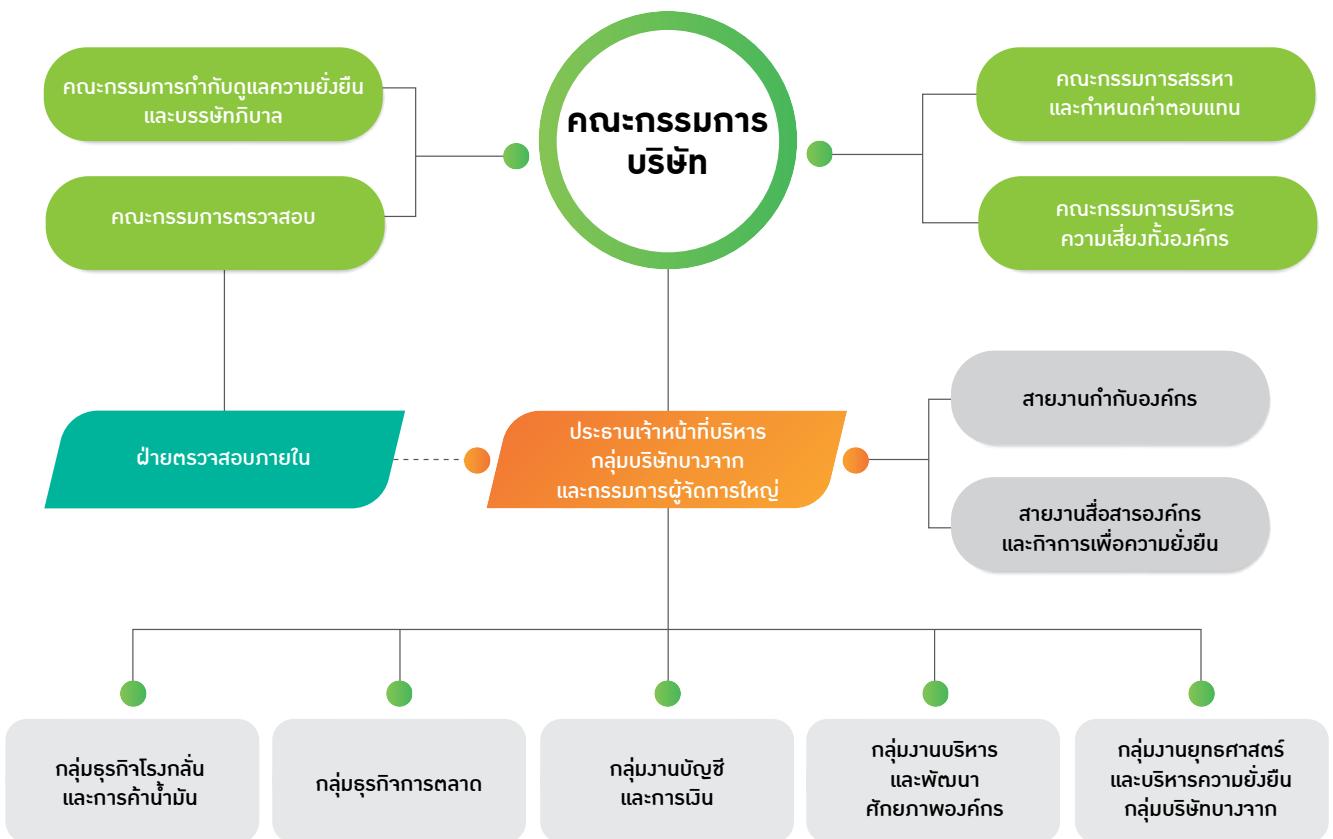 คณะกรรมการกำกับดูแลความยั่งยืน
และบรรษัทภิบาล
คณะกรรมการ
บริษัท
คณะกรรมการสรรหา
และกำหนดค่าตอบแทน
คณะกรรมการตรวจสอบ
คณะกรรมการบริหาร
ความเสี่ยงทั้งองค์กร
ฝ่ายตรวจสอบภายใน
ประธานเจ้าหน้าที่บริหาร
กลุ่มบริษัทบางจาก
และกรรมการผู้จัดการใหญ่
สายงานกำกับองค์กร
สายงานสื่อสารองค์กร
และกิจการเพื่อความยั่งยืน
กลุ่มธุรกิจโรงกลั่น
และการค้าน้ำมัน
กลุ่มธุรกิจการตลาด
กลุ่มงานบัญชี
และการเงิน
กลุ่มงานบริหาร
และพัฒนา
ศักยภาพองค์กร
กลุ่มงานยุทธศาสตร์
และบริหารความยั่งยืน
กลุ่มบริษัทบางจาก